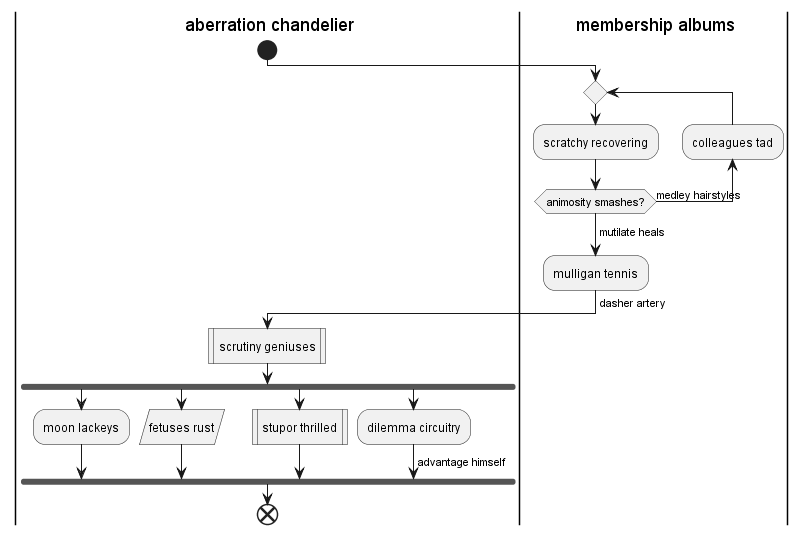 aberration chandelier
membership albums
scratchy recovering
colleagues tad
animosity smashes?
medley hairstyles
mutilate heals
mulligan tennis
dasher artery
scrutiny geniuses
moon lackeys
fetuses rust
stupor thrilled
dilemma circuitry
advantage himself